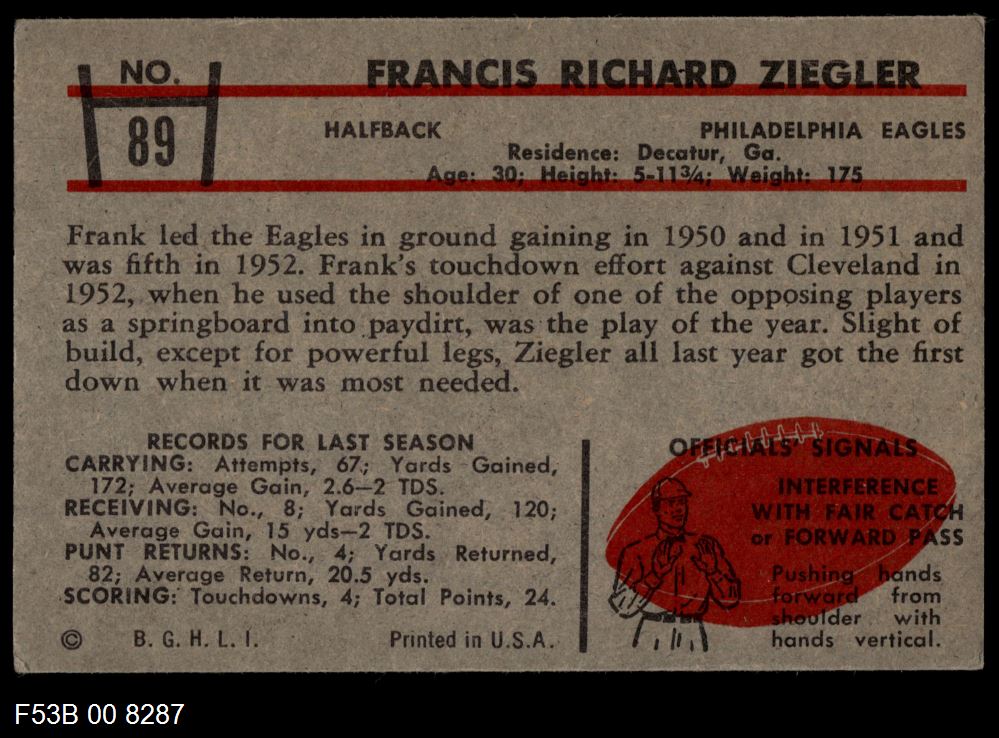 NO.
89
FRANCIS RICHARD ZIEGLER
HALFBACK PHILADELPHIA EAGLES
Residence: Decatur, Ga.
Age: 30; Height: 5-11¾; Weight: 175
Frank led the Eagles in ground gaining in 1950 and in 1951 and
was fifth in 1952. Frank's touchdown effort against Cleveland in
1952, when he used the shoulder of one of the opposing players
as a springboard into paydirt, was the play of the year. Slight of
build, except for powerful legs, Ziegler all last year got the first
down when it was most needed.
RECORDS FOR LAST SEASON
CARRYING: Attempts, 67; Yards Gained,
172; Average Gain, 2.6—2 TDS.
RECEIVING: No., 8; Yards Gained, 120;
Average Gain, 15 yds—2 TDS.
PUNT RETURNS: No., 4; Yards Returned,
82; Average Return, 20.5 yds.
SCORING: Touchdowns, 4; Total Points, 24.
© B. G. H. L. I. Printed in U.S.A.
OFFICIALS' SIGNALS
INTERFERENCE
WITH FAIR CATCH
or FORWARD PASS
Pushing hands
forward from
shoulder with
hands vertical.
F53B 00 8287